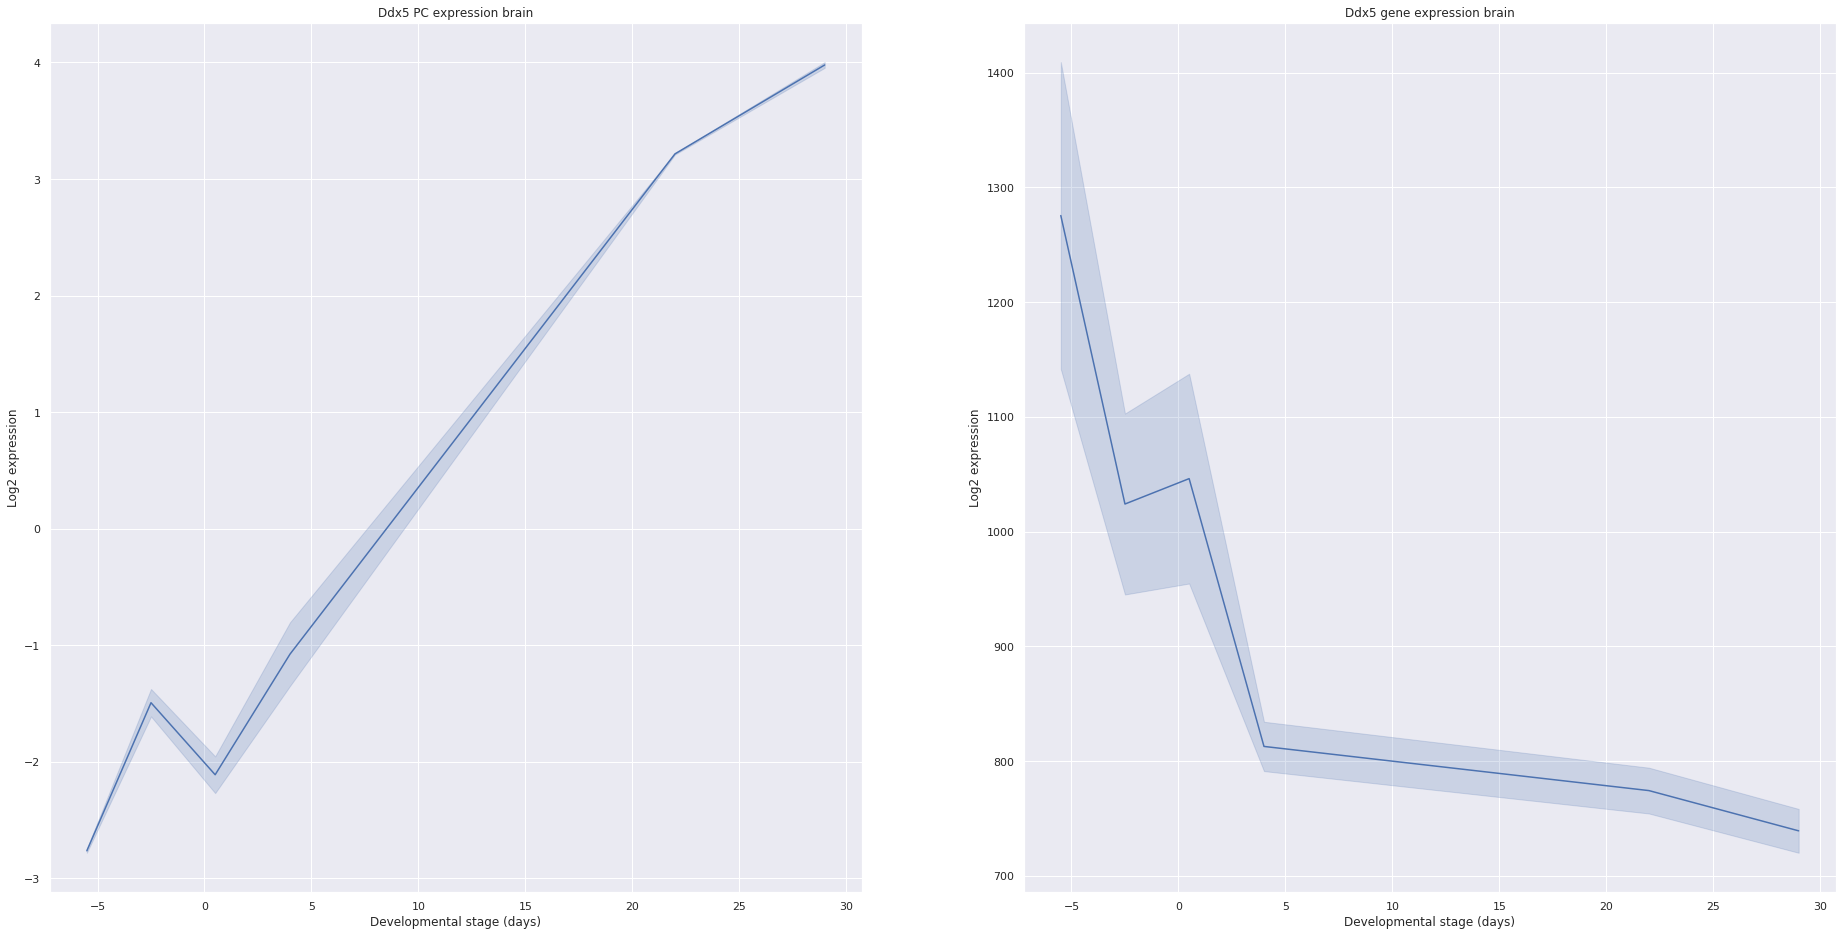 Ddx5 PC expression brain
4
3
2
1
0
−1
−2
−3
Log2 expression
−5 0 5 10 15 20 25 30
Developmental stage (days)
Ddx5 gene expression brain
1400
1300
1200
1100
1000
900
800
700
Log2 expression
−5 0 5 10 15 20 25 30
Developmental stage (days)